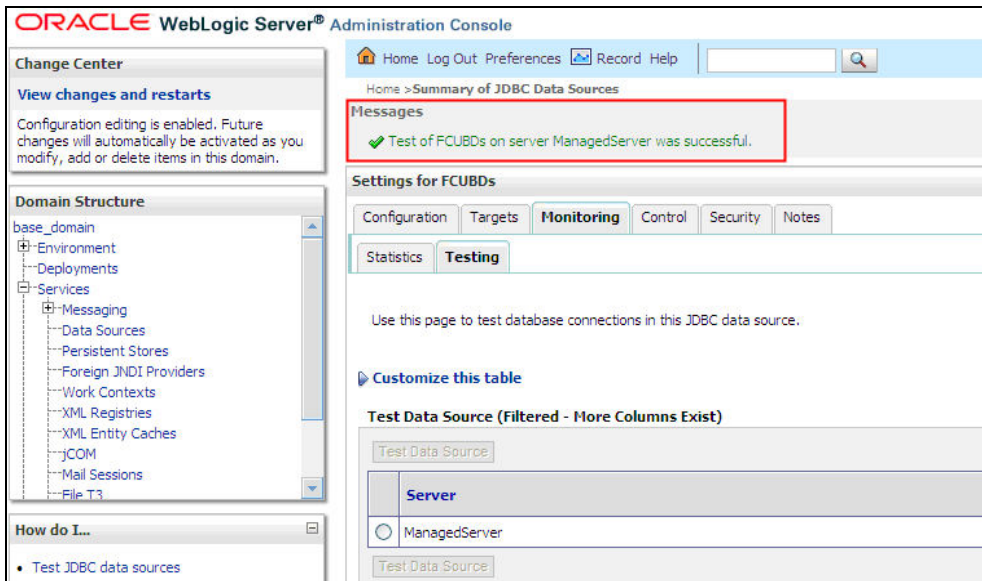 ORACLE WebLogic Server® Administration Console
Change Center
View changes and restarts
Configuration editing is enabled. Future
changes will automatically be activated as you
modify, add or delete items in this domain.
Domain Structure
base_domain
Environment
Deployments
Services
Messaging
Data Sources
Persistent Stores
Foreign JNDI Providers
Work Contexts
XML Registries
XML Entity Caches
jCOM
Mail Sessions
File T3
How do I...
Test JDBC data sources
Home Log Out Preferences Record Help
Home >Summary of JDBC Data Sources
Messages
Test of FCUBDs on server ManagedServer was successful.
Settings for FCUBDs
Configuration Targets Monitoring Control Security Notes
Statistics Testing
Use this page to test database connections in this JDBC data source.
Customize this table
Test Data Source (Filtered - More Columns Exist)
Test Data Source
Server
ManagedServer
Test Data Source